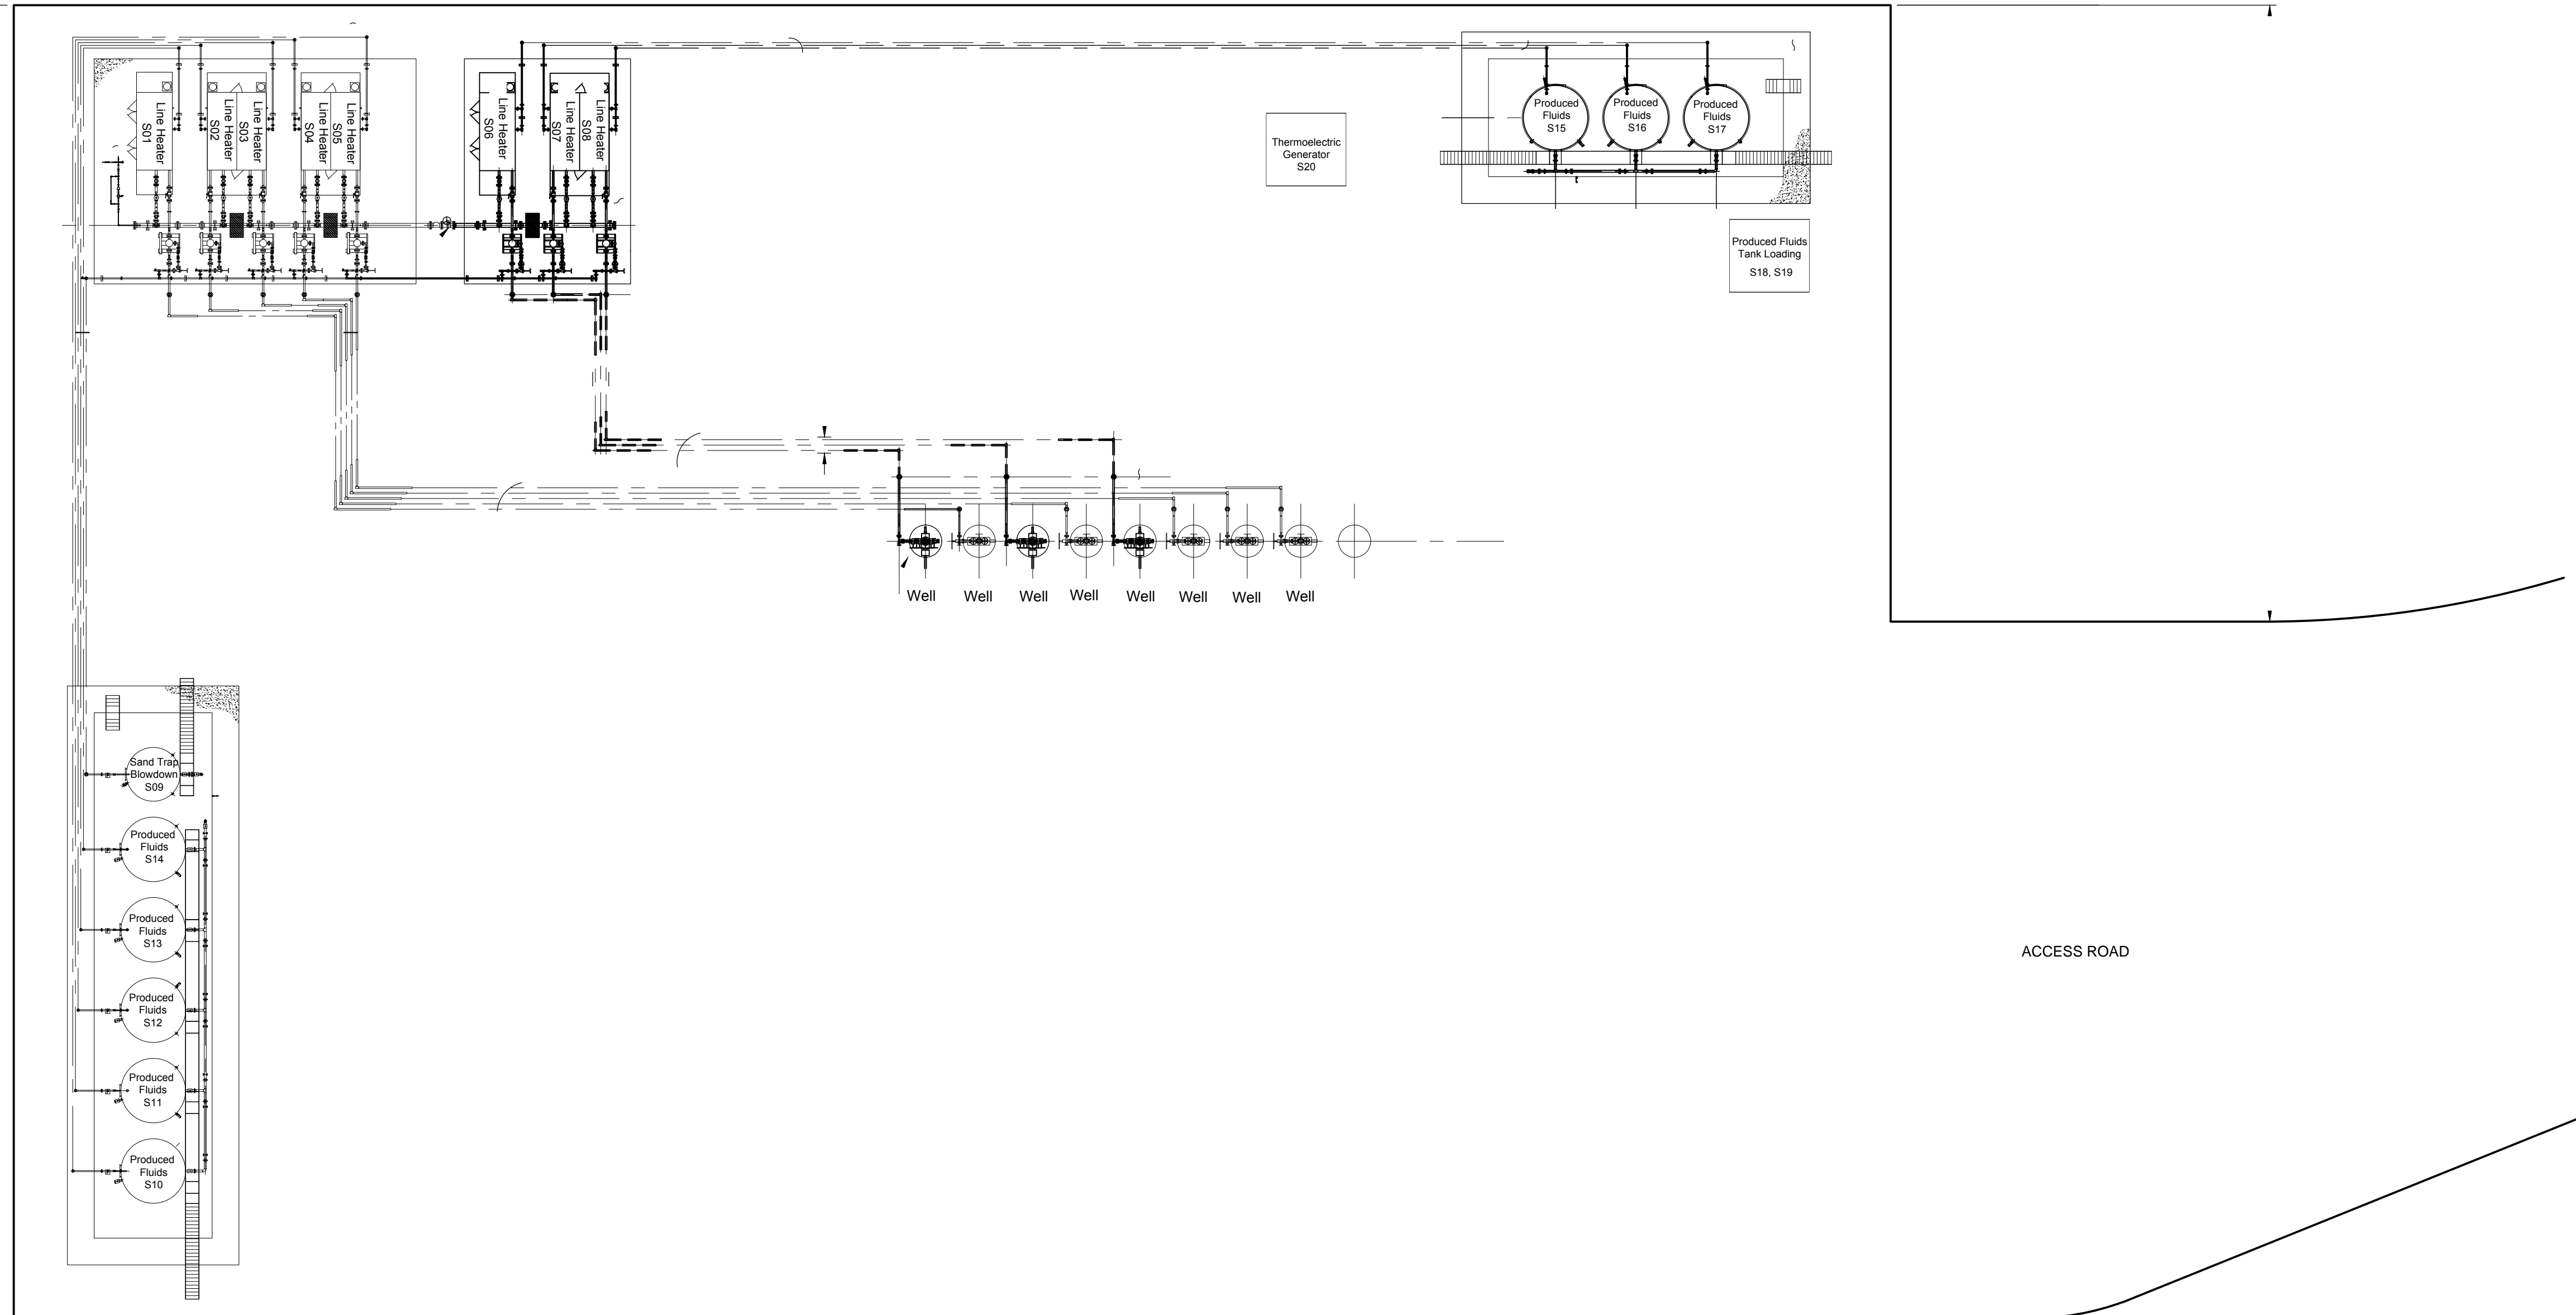 Line Heater
S01
Line Heater
S02
Line Heater
S03
Line Heater
S04
Line Heater
S05
Line Heater
S06
Line Heater
S07
Line Heater
S08
Thermoelectric
Generator
S20
Produced
Fluids
S15
Produced
Fluids
S16
Produced
Fluids
S17
Produced Fluids
Tank Loading
S18, S19
Well
Well
Well
Well
Well
Well
Well
Well
Sand Trap
Blowdown
S09
Produced
Fluids
S14
Produced
Fluids
S13
Produced
Fluids
S12
Produced
Fluids
S11
Produced
Fluids
S10
ACCESS ROAD